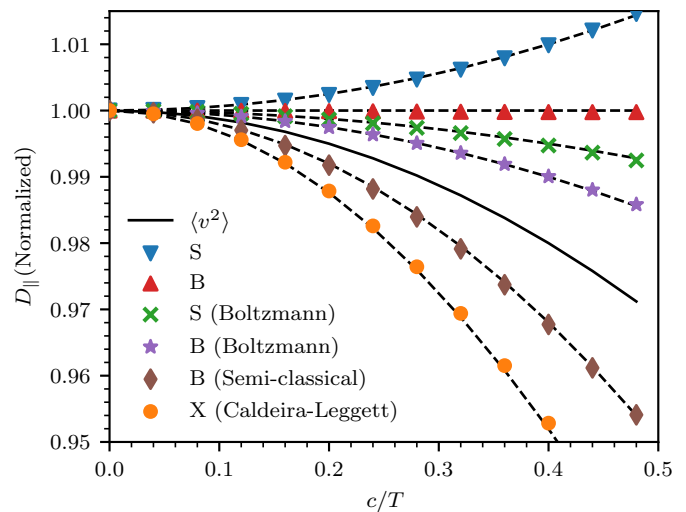 1.01
1.00
0.99
0.98
0.97
0.96
0.95
D∥(Normalized)
⟨v²⟩
S
B
S (Boltzmann)
B (Boltzmann)
B (Semi-classical)
X (Caldeira-Leggett)
0.0 0.1 0.2 0.3 0.4 0.5
c/T